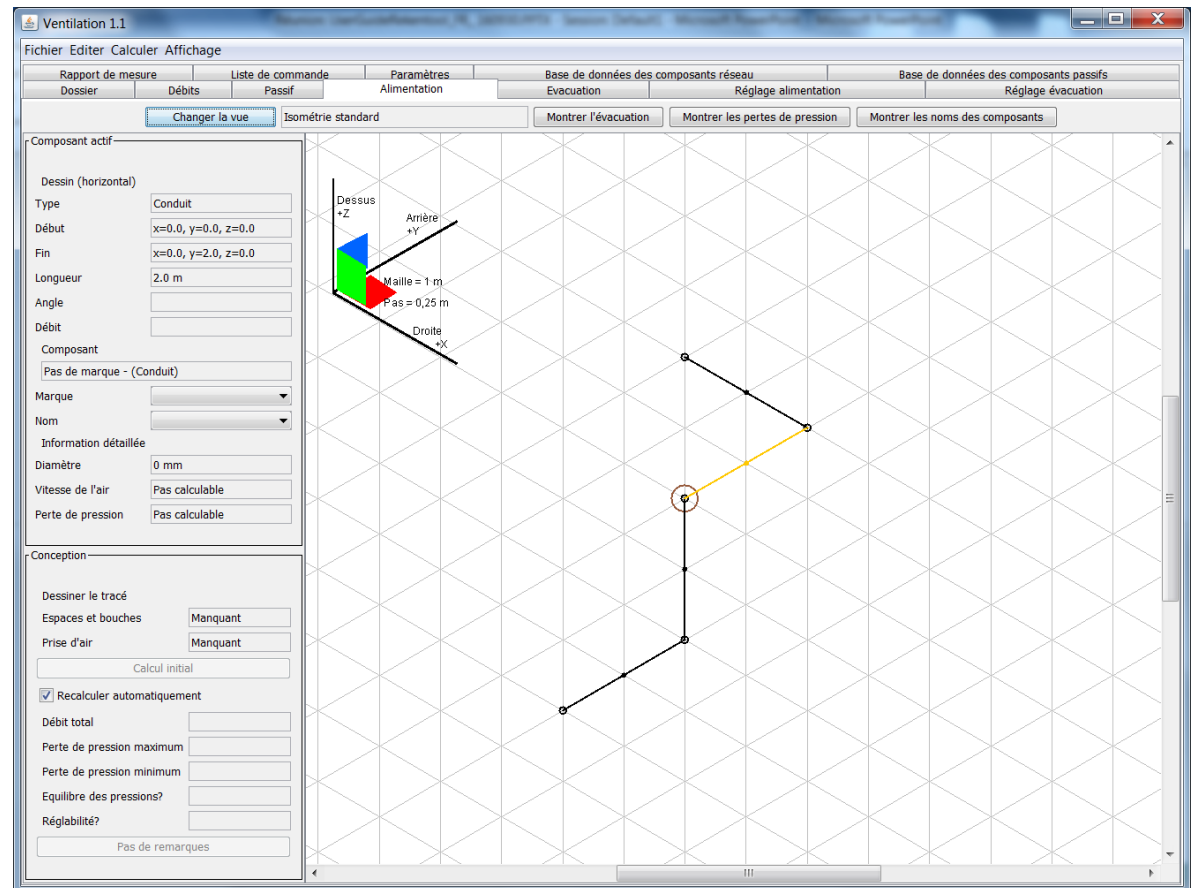 Ventilation 1.1
Fichier Editer Calculer Affichage
Rapport de mesure Liste de commande Paramètres Base de données des composants réseau Base de données des composants passifs
Dossier Débits Passif Alimentation Evacuation Réglage alimentation Réglage évacuation
Changer la vue Isométrie standard Montrer l'évacuation Montrer les pertes de pression Montrer les noms des composants
Composant actif
Dessin (horizontal)
Type Conduit
Début x=0.0, y=0.0, z=0.0
Fin x=0.0, y=2.0, z=0.0
Longueur 2.0 m
Angle
Débit
Composant
Pas de marque - (Conduit)
Marque
Nom
Information détaillée
Diamètre 0 mm
Vitesse de l'air Pas calculable
Perte de pression Pas calculable
Conception
Dessiner le tracé
Espaces et bouches Manquant
Prise d'air Manquant
Calcul initial
Recalculer automatiquement
Débit total
Perte de pression maximum
Perte de pression minimum
Equilibre des pressions?
Réglabilité?
Pas de remarques
Dessus
+Z
Arrière
+Y
Maille = 1 m
Pas = 0,25 m
Droite
+X